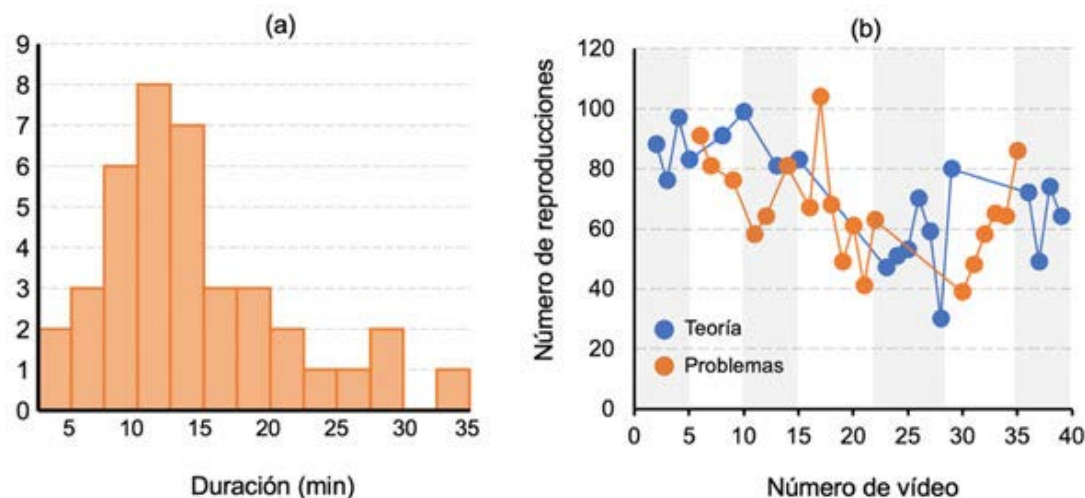 (a)
9
8
7
6
5
4
3
2
1
0
5 10 15 20 25 30 35
Duración (min)
(b)
Número de reproducciones
120
100
80
60
40
20
0
Teoría
Problemas
0 5 10 15 20 25 30 35 40
Número de vídeo